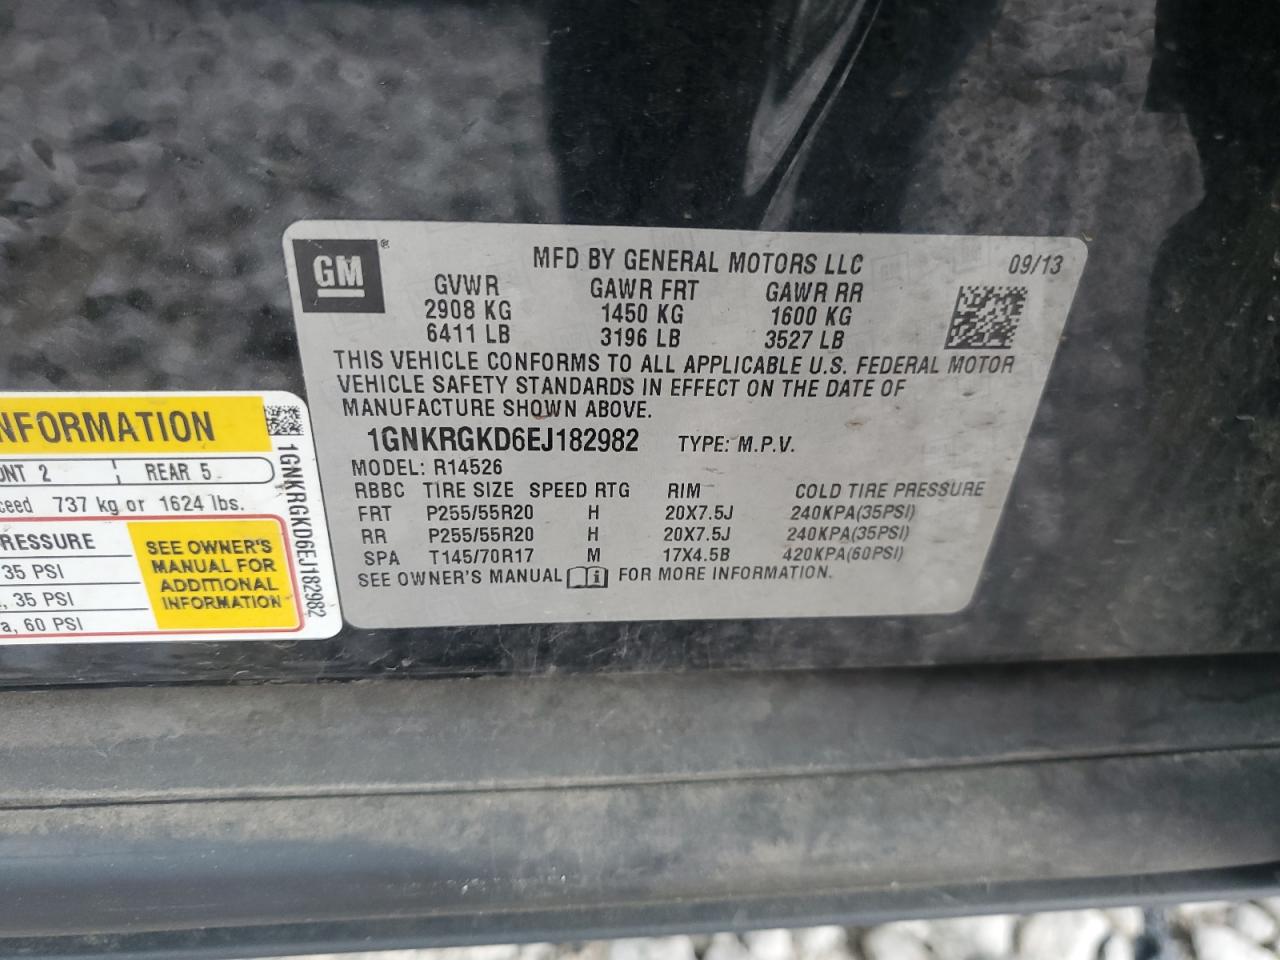 GM
®
MFD BY GENERAL MOTORS LLC
09/13
GVWR GAWR FRT GAWR RR
2908 KG 1450 KG 1600 KG
6411 LB 3196 LB 3527 LB
THIS VEHICLE CONFORMS TO ALL APPLICABLE U.S. FEDERAL MOTOR
VEHICLE SAFETY STANDARDS IN EFFECT ON THE DATE OF
MANUFACTURE SHOWN ABOVE.
1GNKRGKD6EJ182982 TYPE: M.P.V.
MODEL: R14526
RBBC TIRE SIZE SPEED RTG RIM COLD TIRE PRESSURE
FRT P255/55R20 H 20X7.5J 240KPA(35PSI)
RR P255/55R20 H 20X7.5J 240KPA(35PSI)
SPA T145/70R17 M 17X4.5B 420KPA(60PSI)
SEE OWNER'S MANUAL i FOR MORE INFORMATION.
NFORMATION
ONT 2 REAR 5
ceed 737 kg or 1624 lbs.
RESSURE
35 PSI
, 35 PSI
a, 60 PSI
SEE OWNER'S
MANUAL FOR
ADDITIONAL
INFORMATION
1GNKRGKD6EJ182982